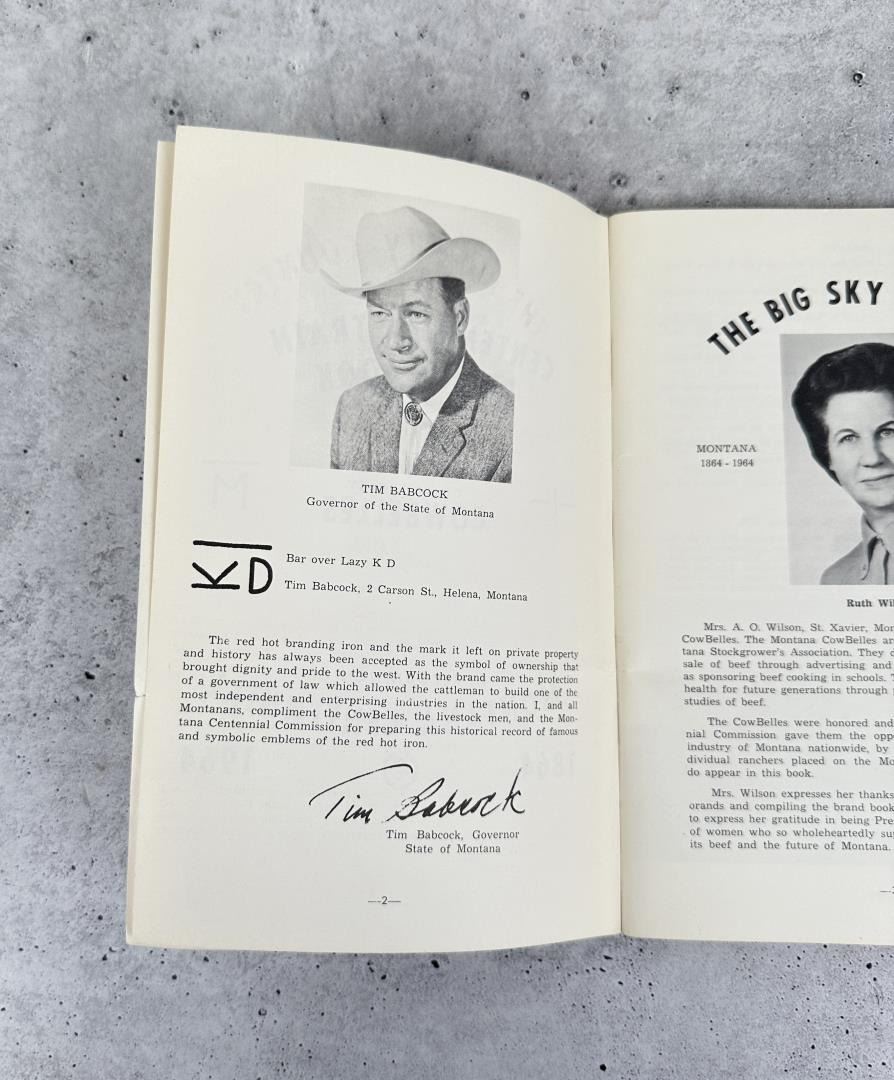 TIM BABCOCK
Governor of the State of Montana
KD
Bar over Lazy K D
Tim Babcock, 2 Carson St., Helena, Montana
The red hot branding iron and the mark it left on private property
and history has always been accepted as the symbol of ownership that
brought dignity and pride to the west. With the brand came the protection
of a government of law which allowed the cattleman to build one of the
most independent and enterprising industries in the nation. I, and all
Montanans, compliment the CowBelles, the livestock men, and the Mon-
tana Centennial Commission for preparing this historical record of famous
and symbolic emblems of the red hot iron.
Tim Babcock
Tim Babcock, Governor
State of Montana
—2—
THE BIG SKY
MONTANA
1864 - 1964
Ruth
Mrs. A. O. Wilson, St. Xavier,
CowBelles. The Montana CowBelles
tana Stockgrower's Association. They
sale of beef through advertising and
as sponsoring beef cooking in schools.
health for future generations through
studies of beef.
The CowBelles were honored and
nial Commission gave them the
industry of Montana nationwide, by
dividual ranchers placed on the
do appear in this book.
Mrs. Wilson expresses her thanks
orands and compiling the brand book
to express her gratitude in being
of women who so wholeheartedly
its beef and the future of Montana.